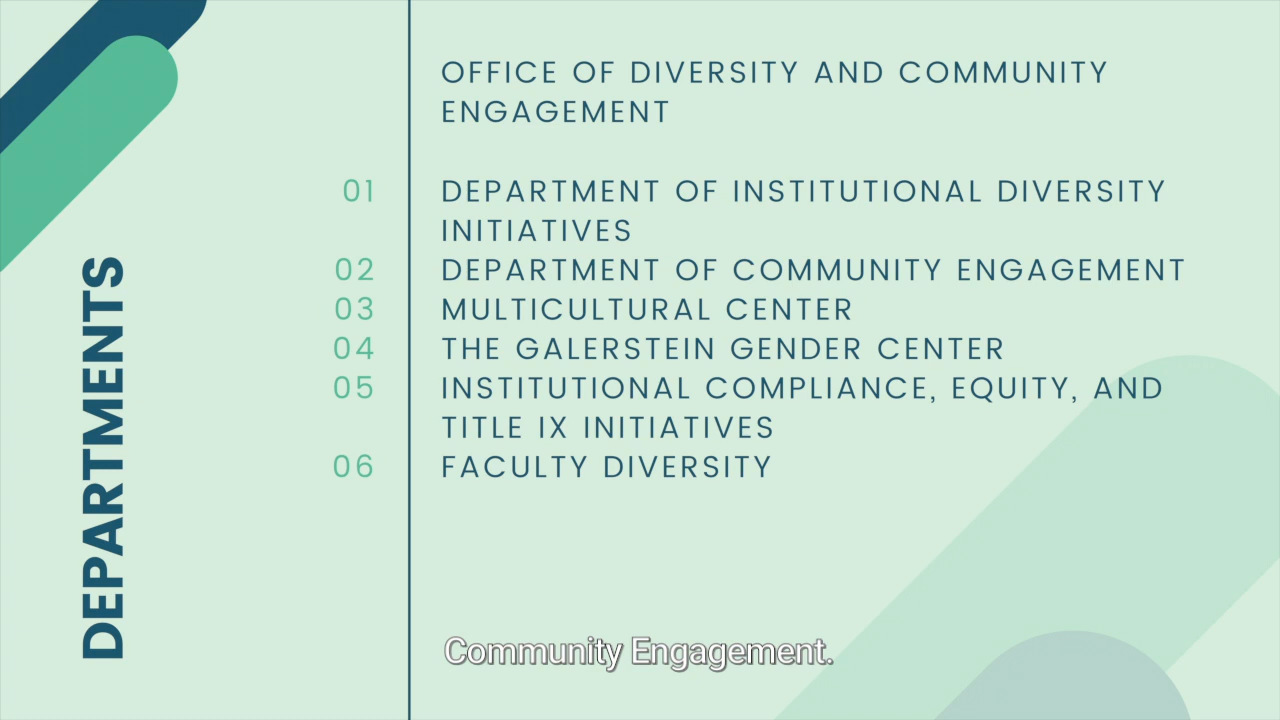 DEPARTMENTS
OFFICE OF DIVERSITY AND COMMUNITY
ENGAGEMENT
01 DEPARTMENT OF INSTITUTIONAL DIVERSITY
INITIATIVES
02 DEPARTMENT OF COMMUNITY ENGAGEMENT
03 MULTICULTURAL CENTER
04 THE GALERSTEIN GENDER CENTER
05 INSTITUTIONAL COMPLIANCE, EQUITY, AND
TITLE IX INITIATIVES
06 FACULTY DIVERSITY
Community Engagement.